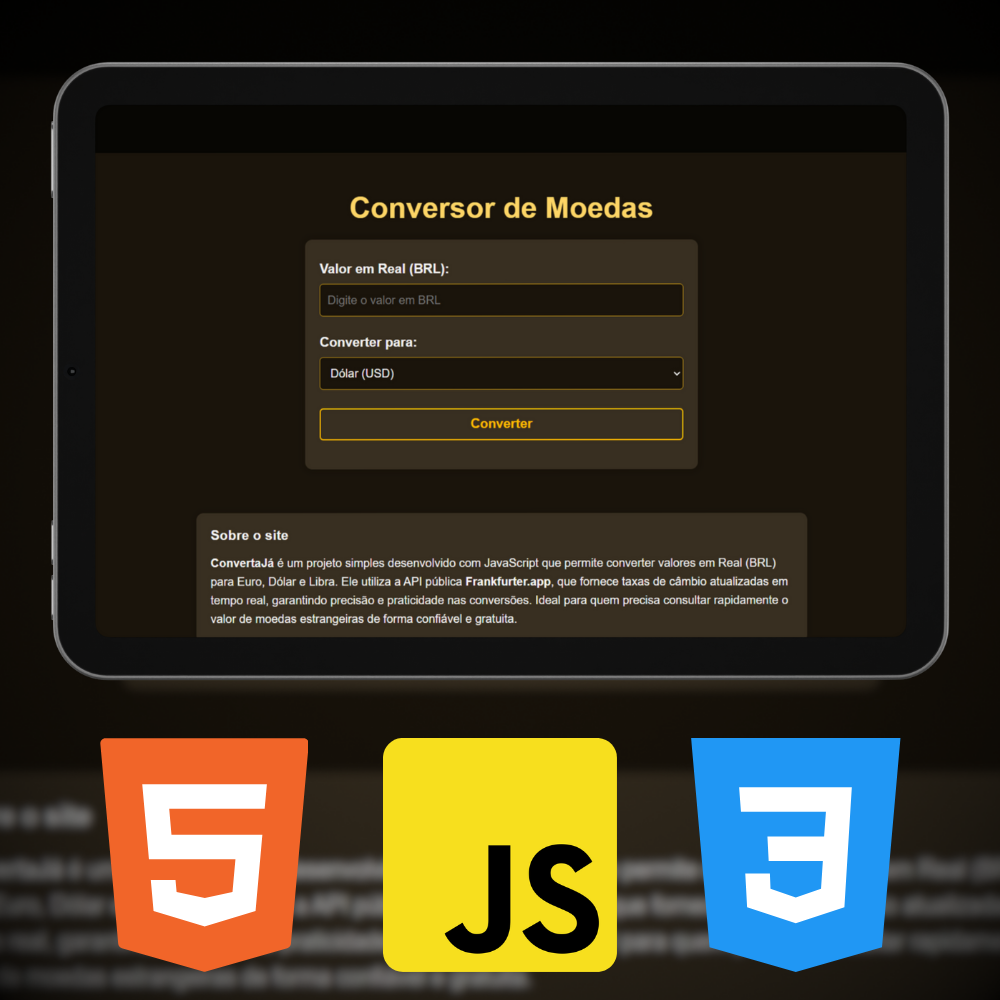 Conversor de Moedas
Valor em Real (BRL):
Digite o valor em BRL
Converter para:
Dólar (USD)
Converter
Sobre o site
ConvertaJá é um projeto simples desenvolvido com JavaScript que permite converter valores em Real (BRL)
para Euro, Dólar e Libra. Ele utiliza a API pública Frankfurter.app, que fornece taxas de câmbio atualizadas em
tempo real, garantindo precisão e praticidade nas conversões. Ideal para quem precisa consultar rapidamente o
valor de moedas estrangeiras de forma confiável e gratuita.
5
JS
3